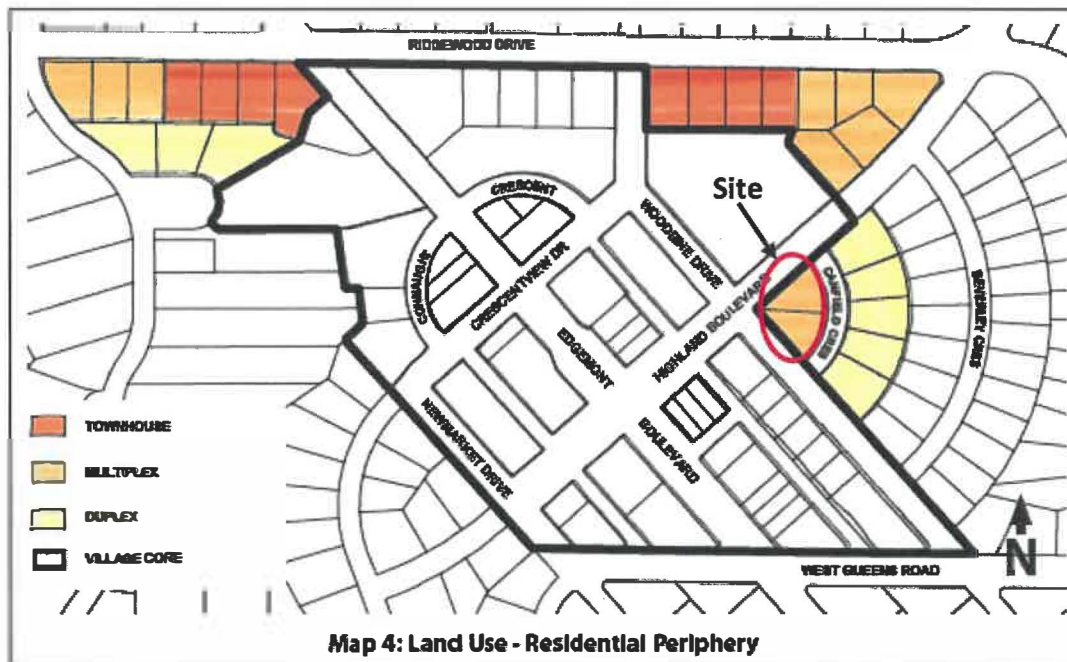 RIDGEWOOD DRIVE
Site
CRESCENT
WOODBINE DRIVE
CONNAUGHT
CRESCENTVIEW DR
CANFIELD CRES
BEVERLEY CRES
EDGEMONT
HIGHLAND BOULEVARD
NEWMARKET DRIVE
BOULEVARD
TOWNHOUSE
MULTIPLEX
DUPLEX
VILLAGE CORE
N
WEST QUEENS ROAD
Map 4: Land Use - Residential Periphery